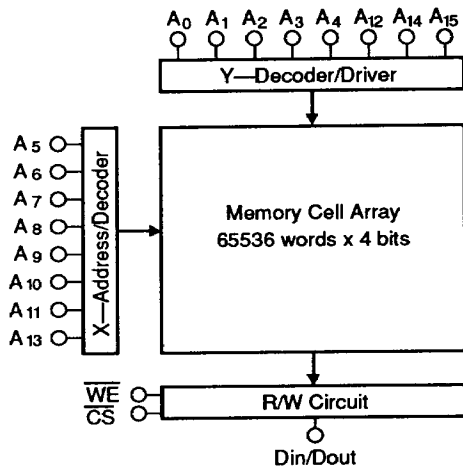 A0 A1 A2 A3 A4 A12 A14 A15
Y—Decoder/Driver
A5
A6
A7
A8
A9
A10
A11
A13
X—Address/Decoder
Memory Cell Array
65536 words x 4 bits
WE
CS
R/W Circuit
Din/Dout